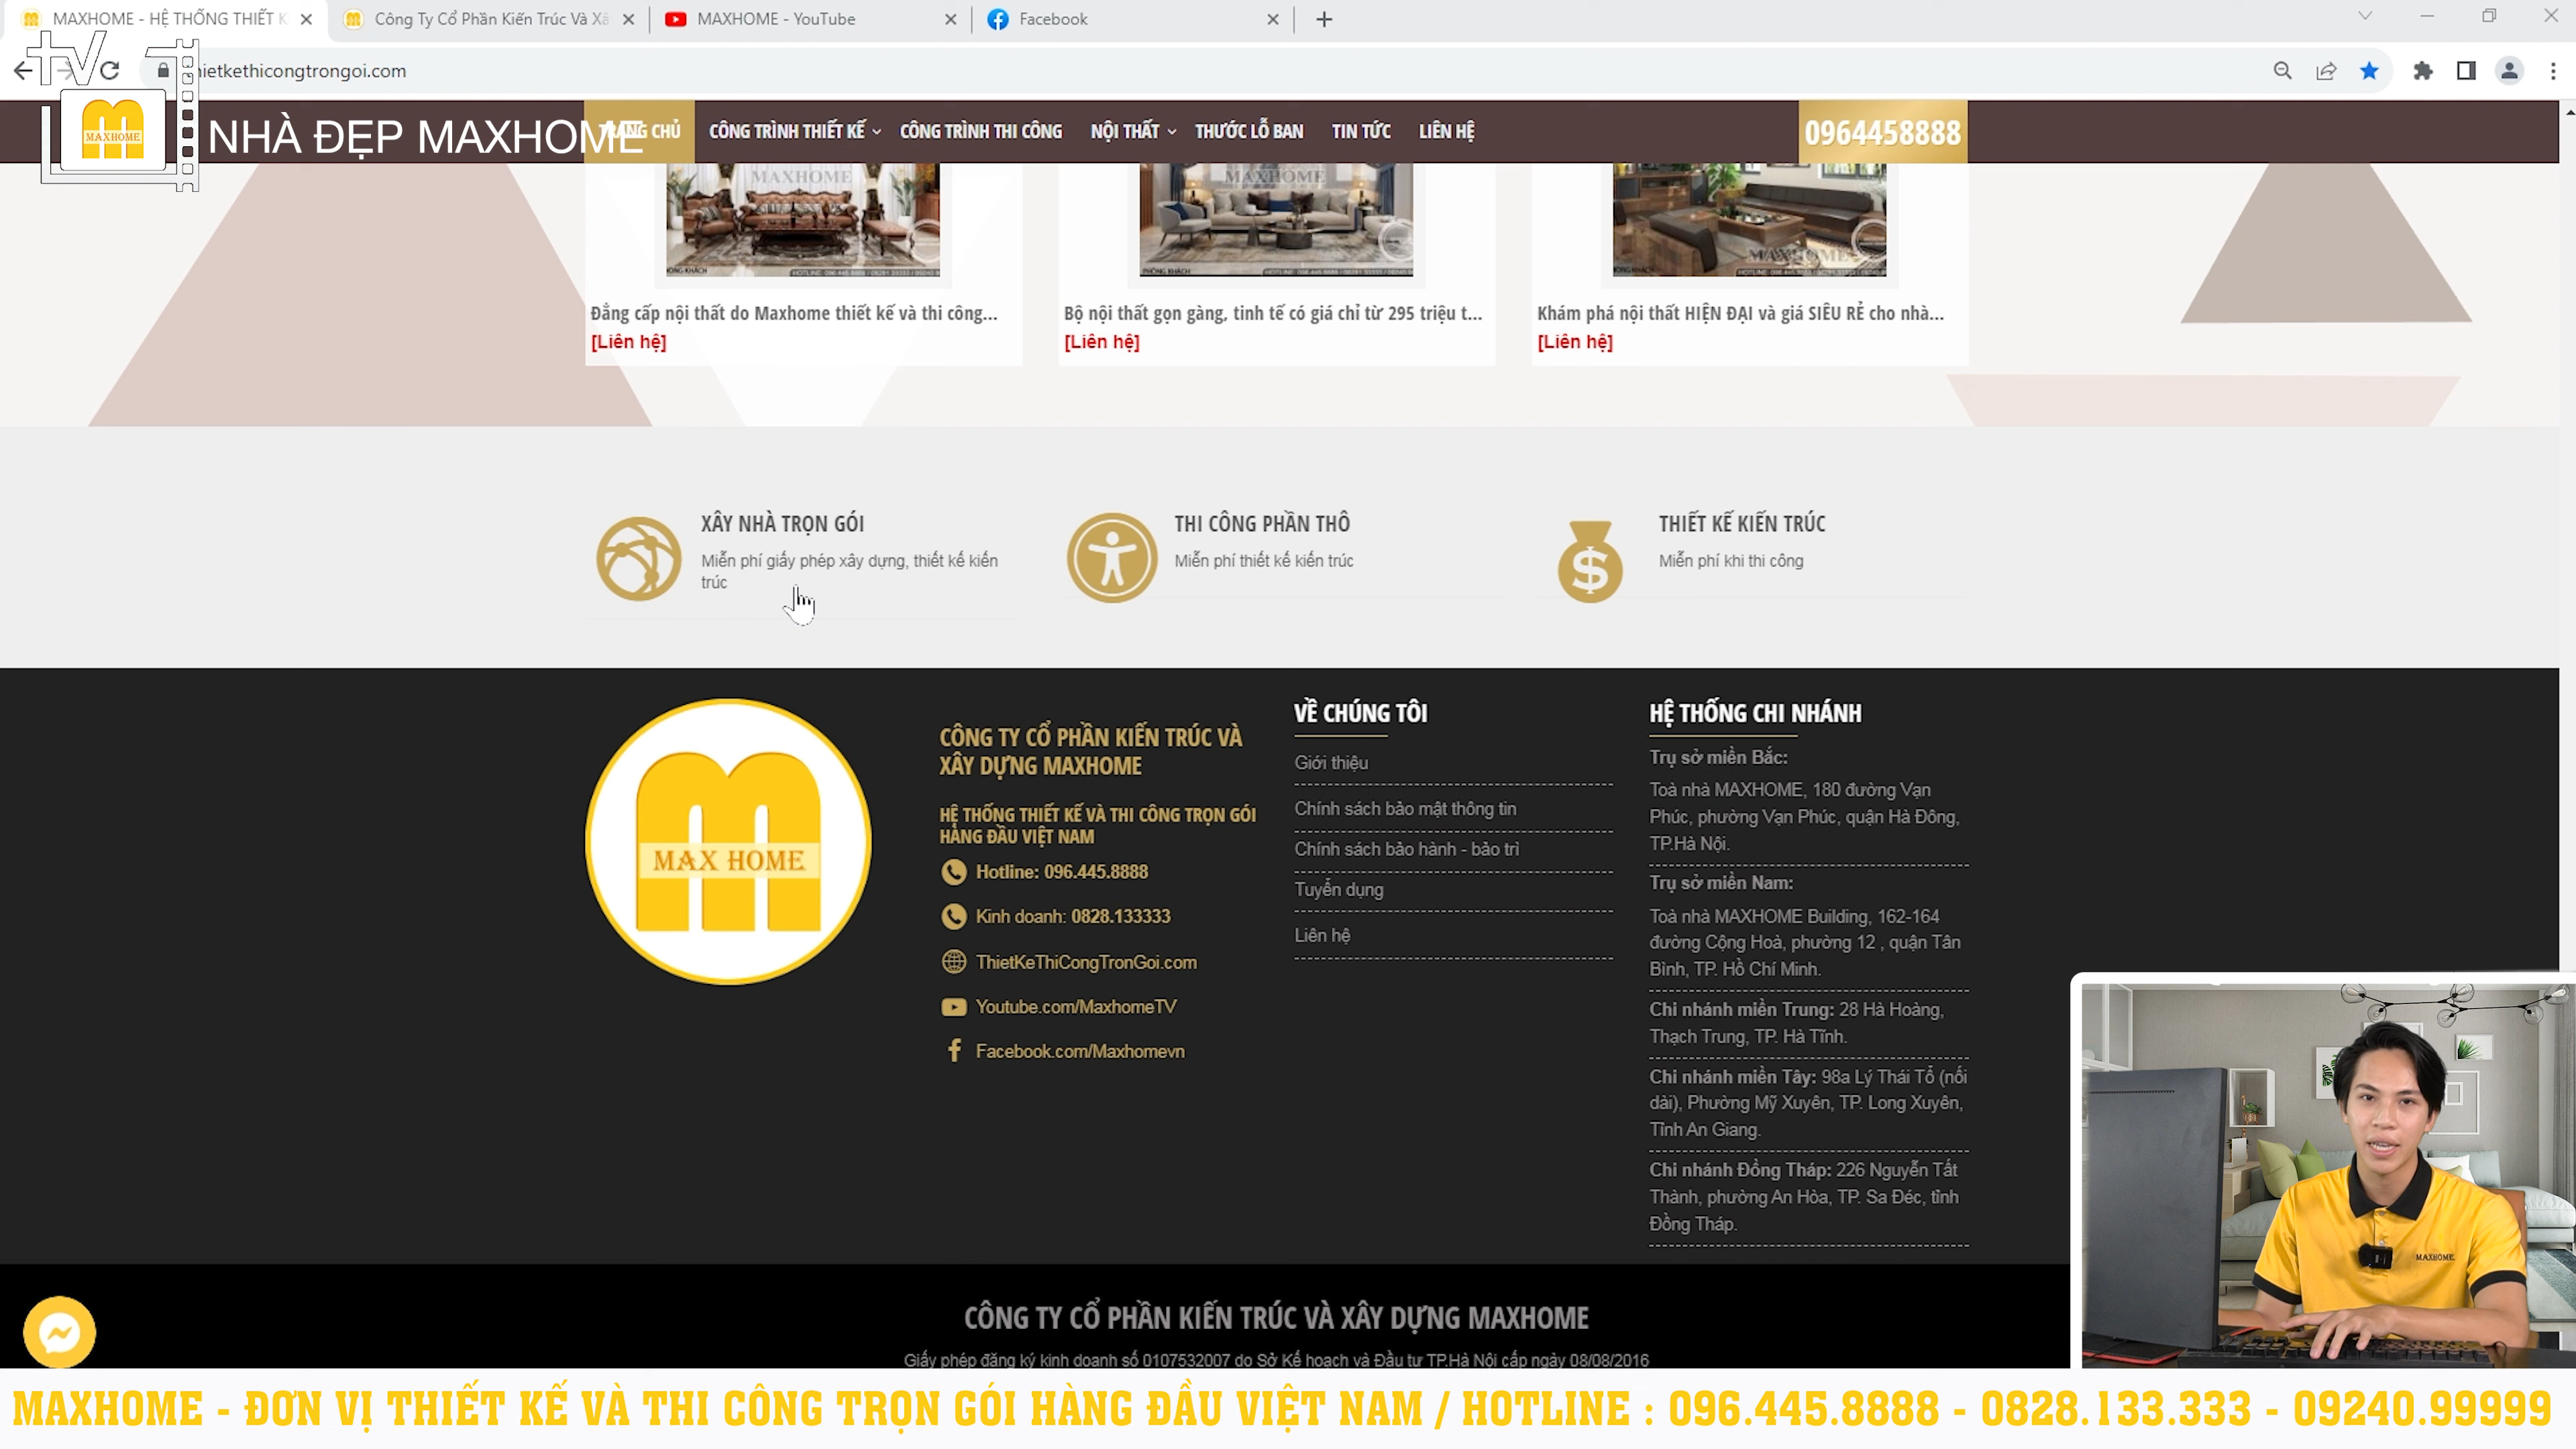 MAXHOME - HỆ THỐNG THIẾT K
Công Ty Cổ Phần Kiến Trúc Và Xâ
MAXHOME - YouTube
Facebook
hietkethicongtrongoi.com
TV
MAXHOME
NHÀ ĐẸP MAXHOME
TRANG CHỦ
CÔNG TRÌNH THIẾT KẾ
CÔNG TRÌNH THI CÔNG
NỘI THẤT
THƯỚC LỖ BAN
TIN TỨC
LIÊN HỆ
0964458888
MAXHOME
MAXHOME
MAXHOME
Đẳng cấp nội thất do Maxhome thiết kế và thi công...
[Liên hệ]
Bộ nội thất gọn gàng, tinh tế có giá chỉ từ 295 triệu t...
[Liên hệ]
Khám phá nội thất HIỆN ĐẠI và giá SIÊU RẺ cho nhà...
[Liên hệ]
XÂY NHÀ TRỌN GÓI
Miễn phí giấy phép xây dựng, thiết kế kiến
trúc
THI CÔNG PHẦN THÔ
Miễn phí thiết kế kiến trúc
THIẾT KẾ KIẾN TRÚC
Miễn phí khi thi công
MAX HOME
CÔNG TY CỔ PHẦN KIẾN TRÚC VÀ
XÂY DỰNG MAXHOME
HỆ THỐNG THIẾT KẾ VÀ THI CÔNG TRỌN GÓI
HÀNG ĐẦU VIỆT NAM
Hotline: 096.445.8888
Kinh doanh: 0828.133333
ThietKeThiCongTronGoi.com
Youtube.com/MaxhomeTV
Facebook.com/Maxhomevn
VỀ CHÚNG TÔI
Giới thiệu
Chính sách bảo mật thông tin
Chính sách bảo hành - bảo trì
Tuyển dụng
Liên hệ
HỆ THỐNG CHI NHÁNH
Trụ sở miền Bắc:
Toà nhà MAXHOME, 180 đường Vạn
Phúc, phường Vạn Phúc, quận Hà Đông,
TP.Hà Nội.
Trụ sở miền Nam:
Toà nhà MAXHOME Building, 162-164
đường Cộng Hoà, phường 12 , quận Tân
Bình, TP. Hồ Chí Minh.
Chi nhánh miền Trung: 28 Hà Hoàng,
Thạch Trung, TP. Hà Tĩnh.
Chi nhánh miền Tây: 98a Lý Thái Tổ (nối
dài), Phường Mỹ Xuyên, TP. Long Xuyên,
Tỉnh An Giang.
Chi nhánh Đồng Tháp: 226 Nguyễn Tất
Thành, phường An Hòa, TP. Sa Đéc, tỉnh
Đồng Tháp.
MAXHOME
CÔNG TY CỔ PHẦN KIẾN TRÚC VÀ XÂY DỰNG MAXHOME
Giấy phép đăng ký kinh doanh số 0107532007 do Sở Kế hoạch và Đầu tư TP.Hà Nội cấp ngày 08/08/2016
MAXHOME - ĐƠN VỊ THIẾT KẾ VÀ THI CÔNG TRỌN GÓI HÀNG ĐẦU VIỆT NAM / HOTLINE : 096.445.8888 - 0828.133.333 - 09240.99999